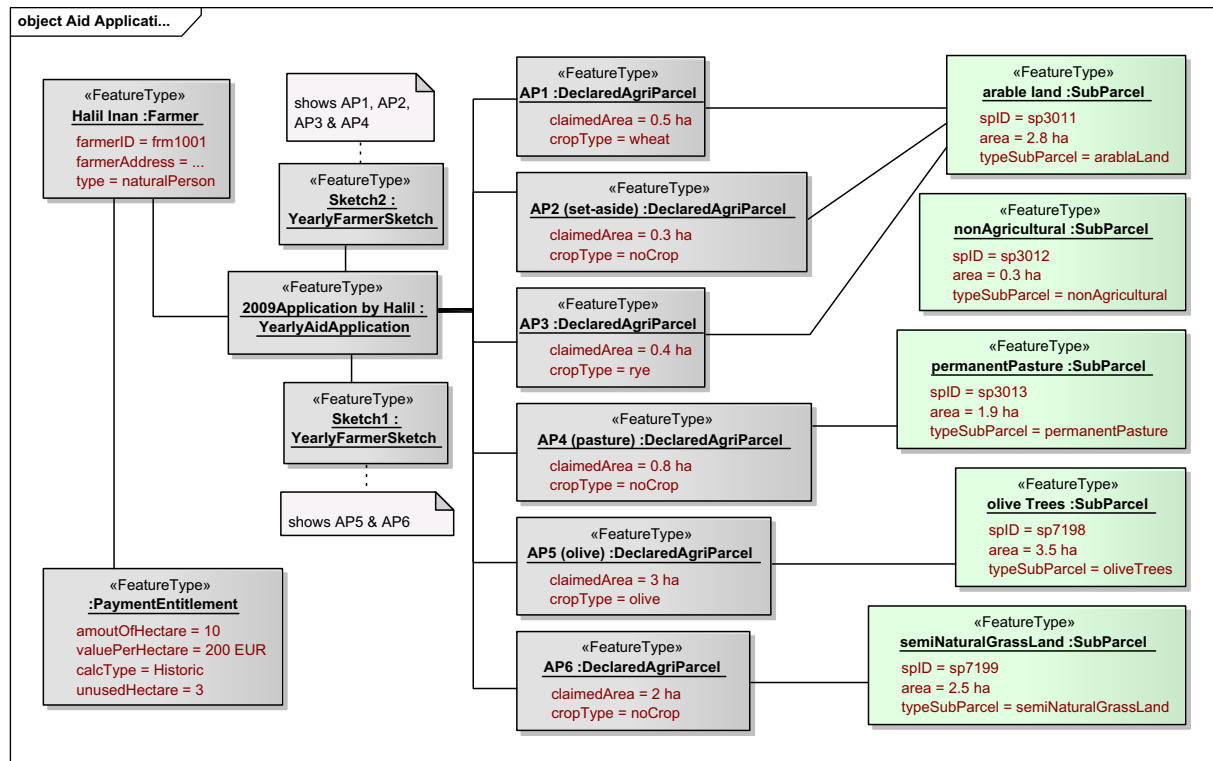 object Aid Applicati...
«FeatureType»
Halil Inan :Farmer
farmerID = frm1001
farmerAddress = ...
type = naturalPerson
shows AP1, AP2,
AP3 & AP4
«FeatureType»
Sketch2 :
YearlyFarmerSketch
«FeatureType»
2009Application by Halil :
YearlyAidApplication
«FeatureType»
Sketch1 :
YearlyFarmerSketch
shows AP5 & AP6
«FeatureType»
:PaymentEntitlement
amoutOfHectare = 10
valuePerHectare = 200 EUR
calcType = Historic
unusedHectare = 3
«FeatureType»
AP1 :DeclaredAgriParcel
claimedArea = 0.5 ha
cropType = wheat
«FeatureType»
AP2 (set-aside) :DeclaredAgriParcel
claimedArea = 0.3 ha
cropType = noCrop
«FeatureType»
AP3 :DeclaredAgriParcel
claimedArea = 0.4 ha
cropType = rye
«FeatureType»
AP4 (pasture) :DeclaredAgriParcel
claimedArea = 0.8 ha
cropType = noCrop
«FeatureType»
AP5 (olive) :DeclaredAgriParcel
claimedArea = 3 ha
cropType = olive
«FeatureType»
AP6 :DeclaredAgriParcel
claimedArea = 2 ha
cropType = noCrop
«FeatureType»
arable land :SubParcel
spID = sp3011
area = 2.8 ha
typeSubParcel = arablaLand
«FeatureType»
nonAgricultural :SubParcel
spID = sp3012
area = 0.3 ha
typeSubParcel = nonAgricultural
«FeatureType»
permanentPasture :SubParcel
spID = sp3013
area = 1.9 ha
typeSubParcel = permanentPasture
«FeatureType»
olive Trees :SubParcel
spID = sp7198
area = 3.5 ha
typeSubParcel = oliveTrees
«FeatureType»
semiNaturalGrassLand :SubParcel
spID = sp7199
area = 2.5 ha
typeSubParcel = semiNaturalGrassLand